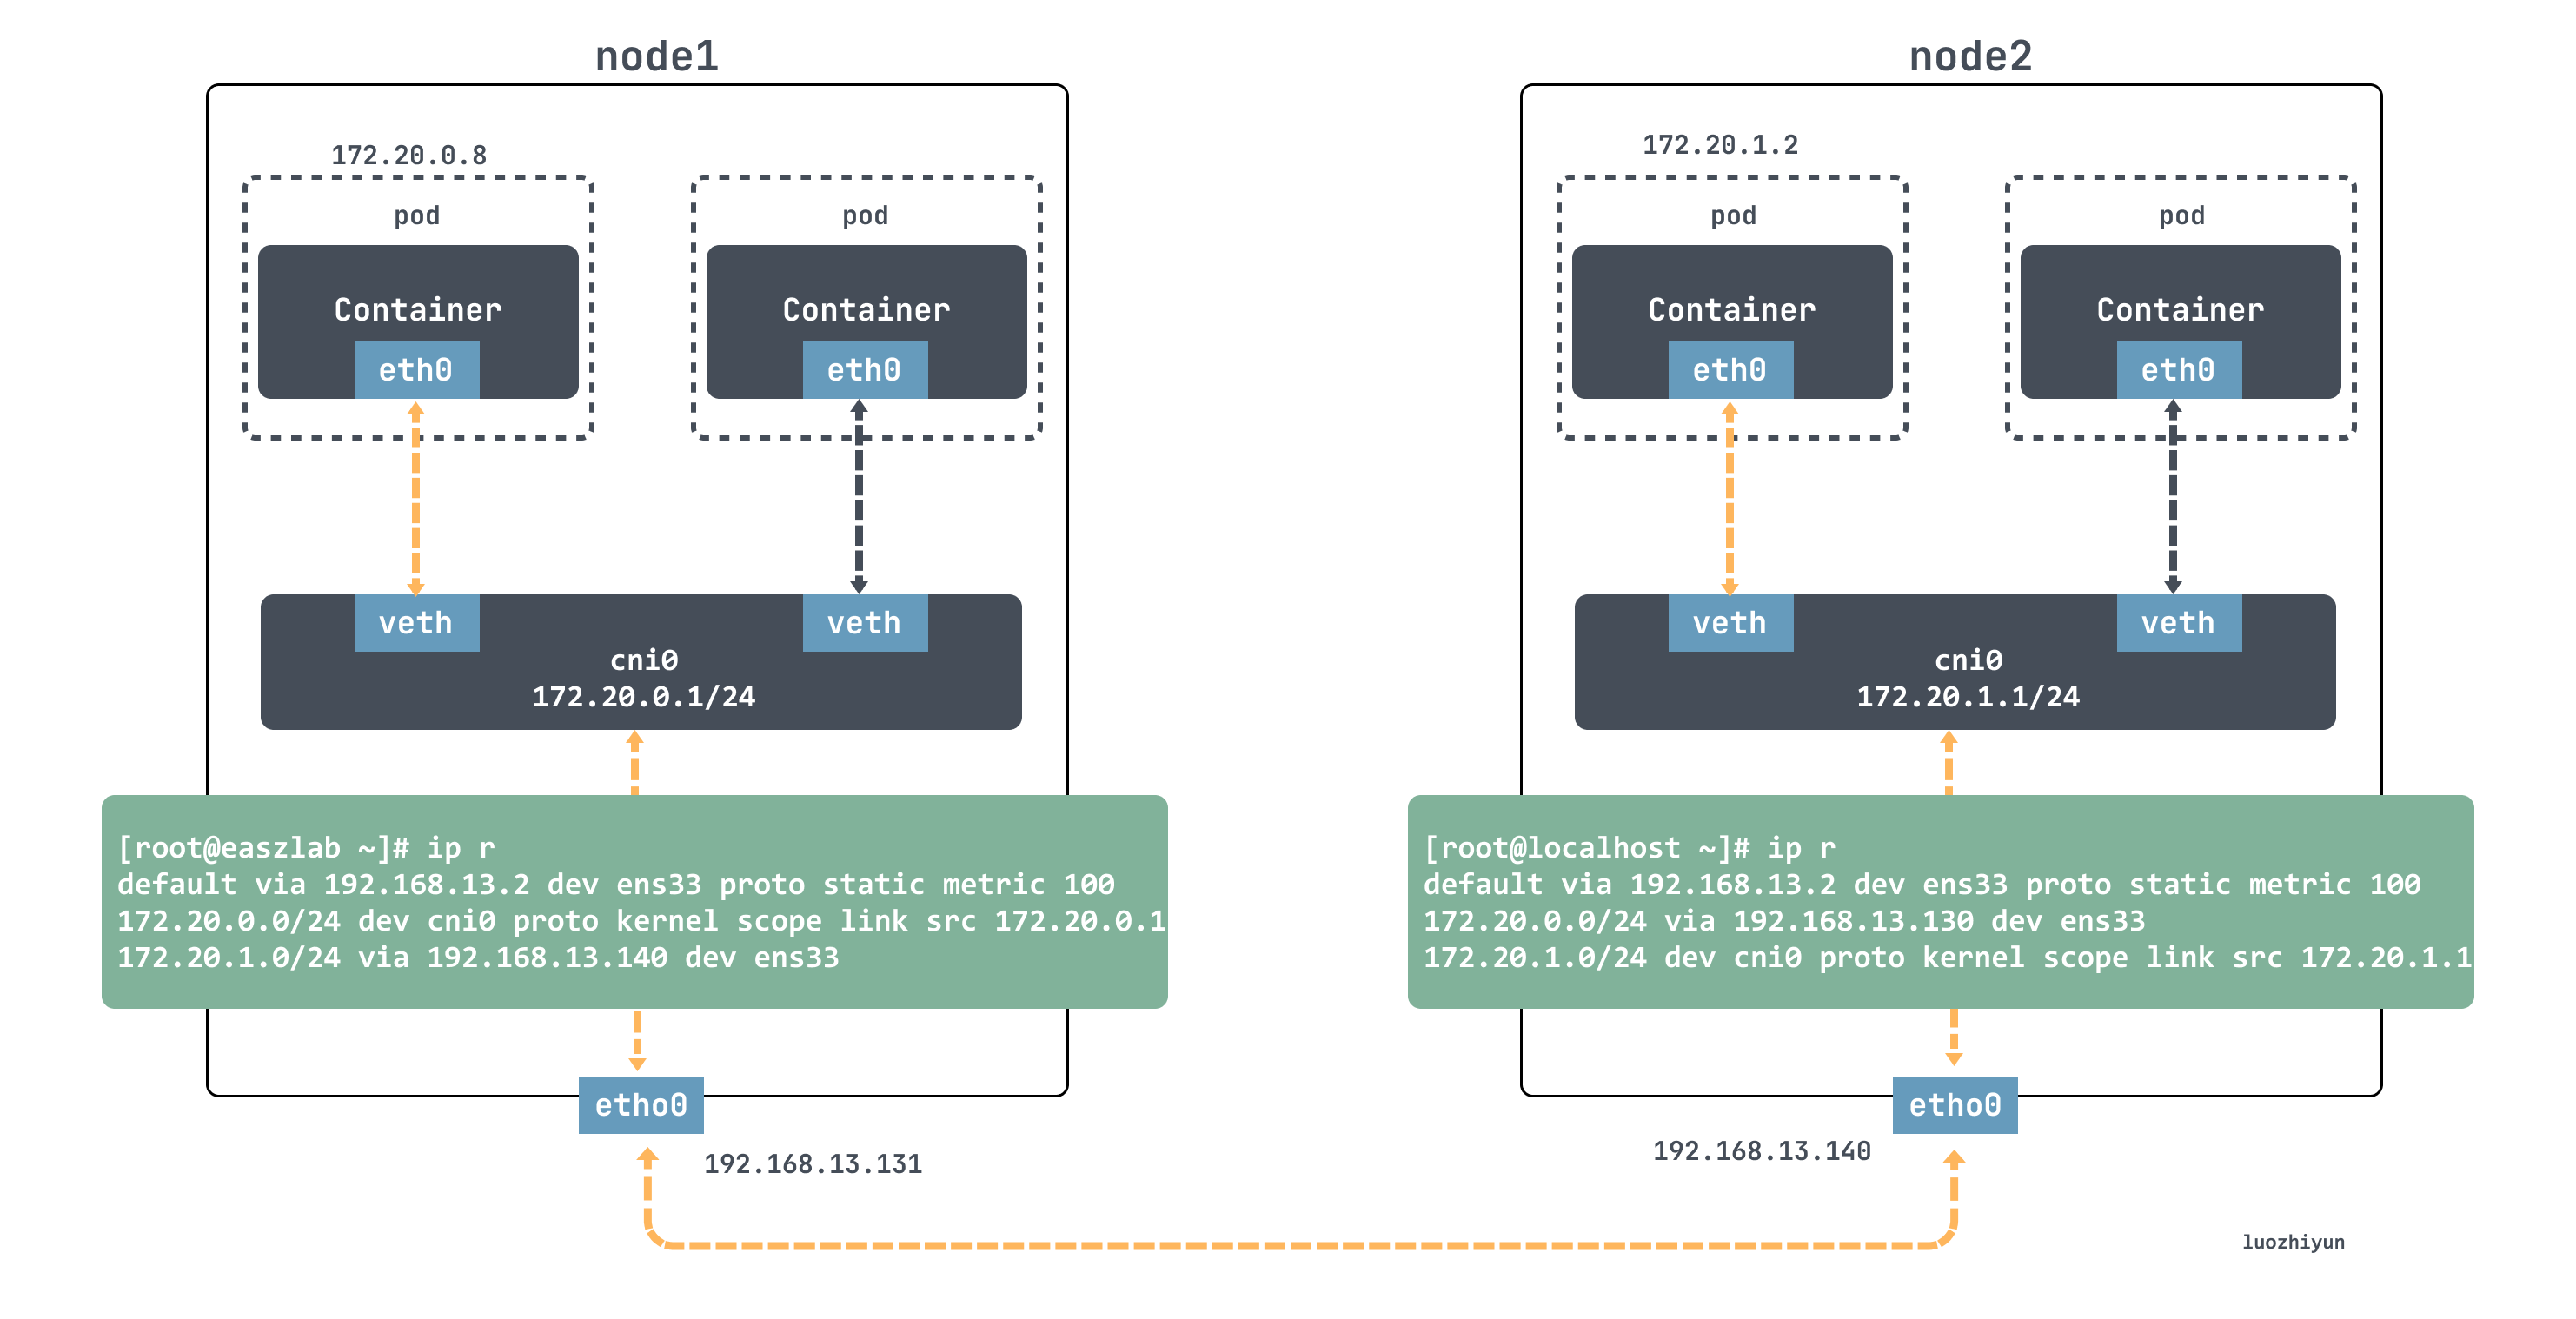 node1
172.20.0.8
pod
pod
Container
Container
eth0
eth0
veth
veth
cni0
172.20.0.1/24
[root@easzlab ~]# ip r
default via 192.168.13.2 dev ens33 proto static metric 100
172.20.0.0/24 dev cni0 proto kernel scope link src 172.20.0.1
172.20.1.0/24 via 192.168.13.140 dev ens33
etho0
192.168.13.131
node2
172.20.1.2
pod
pod
Container
Container
eth0
eth0
veth
veth
cni0
172.20.1.1/24
[root@localhost ~]# ip r
default via 192.168.13.2 dev ens33 proto static metric 100
172.20.0.0/24 via 192.168.13.130 dev ens33
172.20.1.0/24 dev cni0 proto kernel scope link src 172.20.1.1
etho0
192.168.13.140
luozhiyun